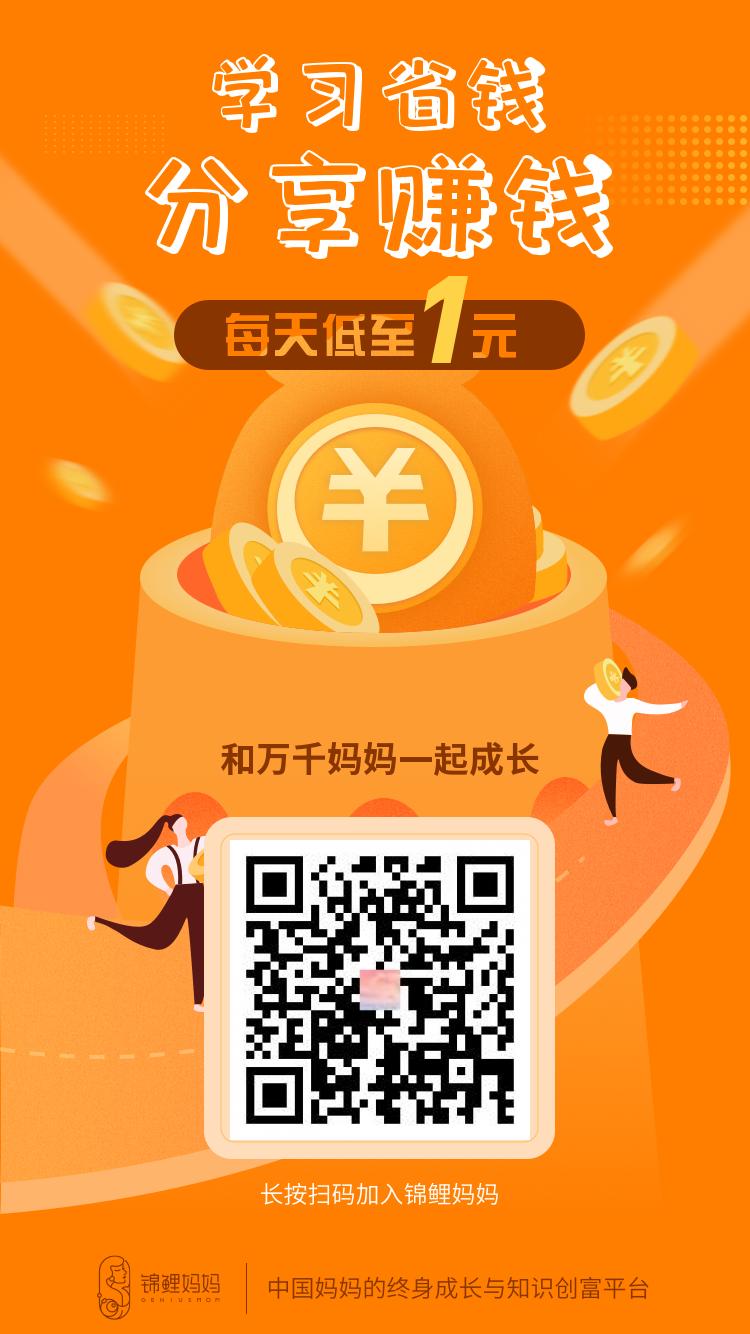 学习省钱
分享赚钱
每天低至1元
和万千妈妈一起成长
长按扫码加入锦鲤妈妈
锦鲤妈妈
GENIUSMOM
中国妈妈的终身成长与知识创富平台